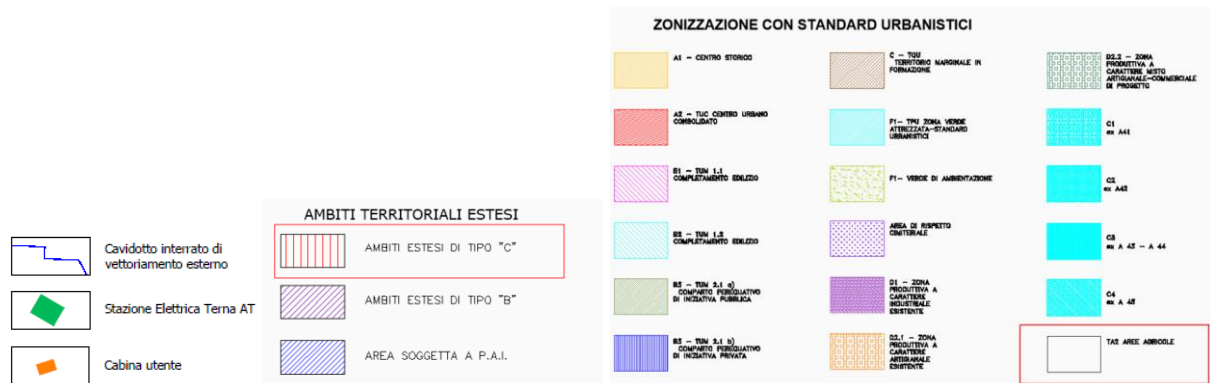 Cavidotto interrato di
vettoriamento esterno
Stazione Elettrica Terna AT
Cabina utente
AMBITI TERRITORIALI ESTESI
AMBITI ESTESI DI TIPO "C"
AMBITI ESTESI DI TIPO "B"
AREA SOGGETTA A P.A.I.
ZONIZZAZIONE CON STANDARD URBANISTICI
A1 - CENTRO STORICO
A2 - TUC CENTRO URBANO
CONSOLIDATO
B1 - TUM 1.1
COMPLETAMENTO EDILIZIO
B2 - TUM 1.2
COMPLETAMENTO EDILIZIO
B3 - TUM 2.1 a)
COMPARTO PEREQUATIVO
DI INIZIATIVA PUBBLICA
B3 - TUM 2.1 b)
COMPARTO PEREQUATIVO
DI INIZIATIVA PRIVATA
C - TQU
TERRITORIO MARGINALE IN
FORMAZIONE
F1- TPU ZONA VERDE
ATTREZZATA-STANDARD
URBANISTICI
F1- VERDE DI AMBIENTAZIONE
AREA DI RISPETTO
CIMITERIALE
D1 - ZONA
PRODUTTIVA A
CARATTERE
INDUSTRIALE
ESISTENTE
D2.1 - ZONA
PRODUTTIVA A
CARATTERE
ARTIGIANALE
ESISTENTE
D2.2 - ZONA
PRODUTTIVA A
CARATTERE MISTO
ARTIGIANALE-COMMERCIALE
DI PROGETTO
C1
ex A41
C2
ex A42
C3
ex A 43 - A 44
C4
ex A 45
TA2 AREE AGRICOLE